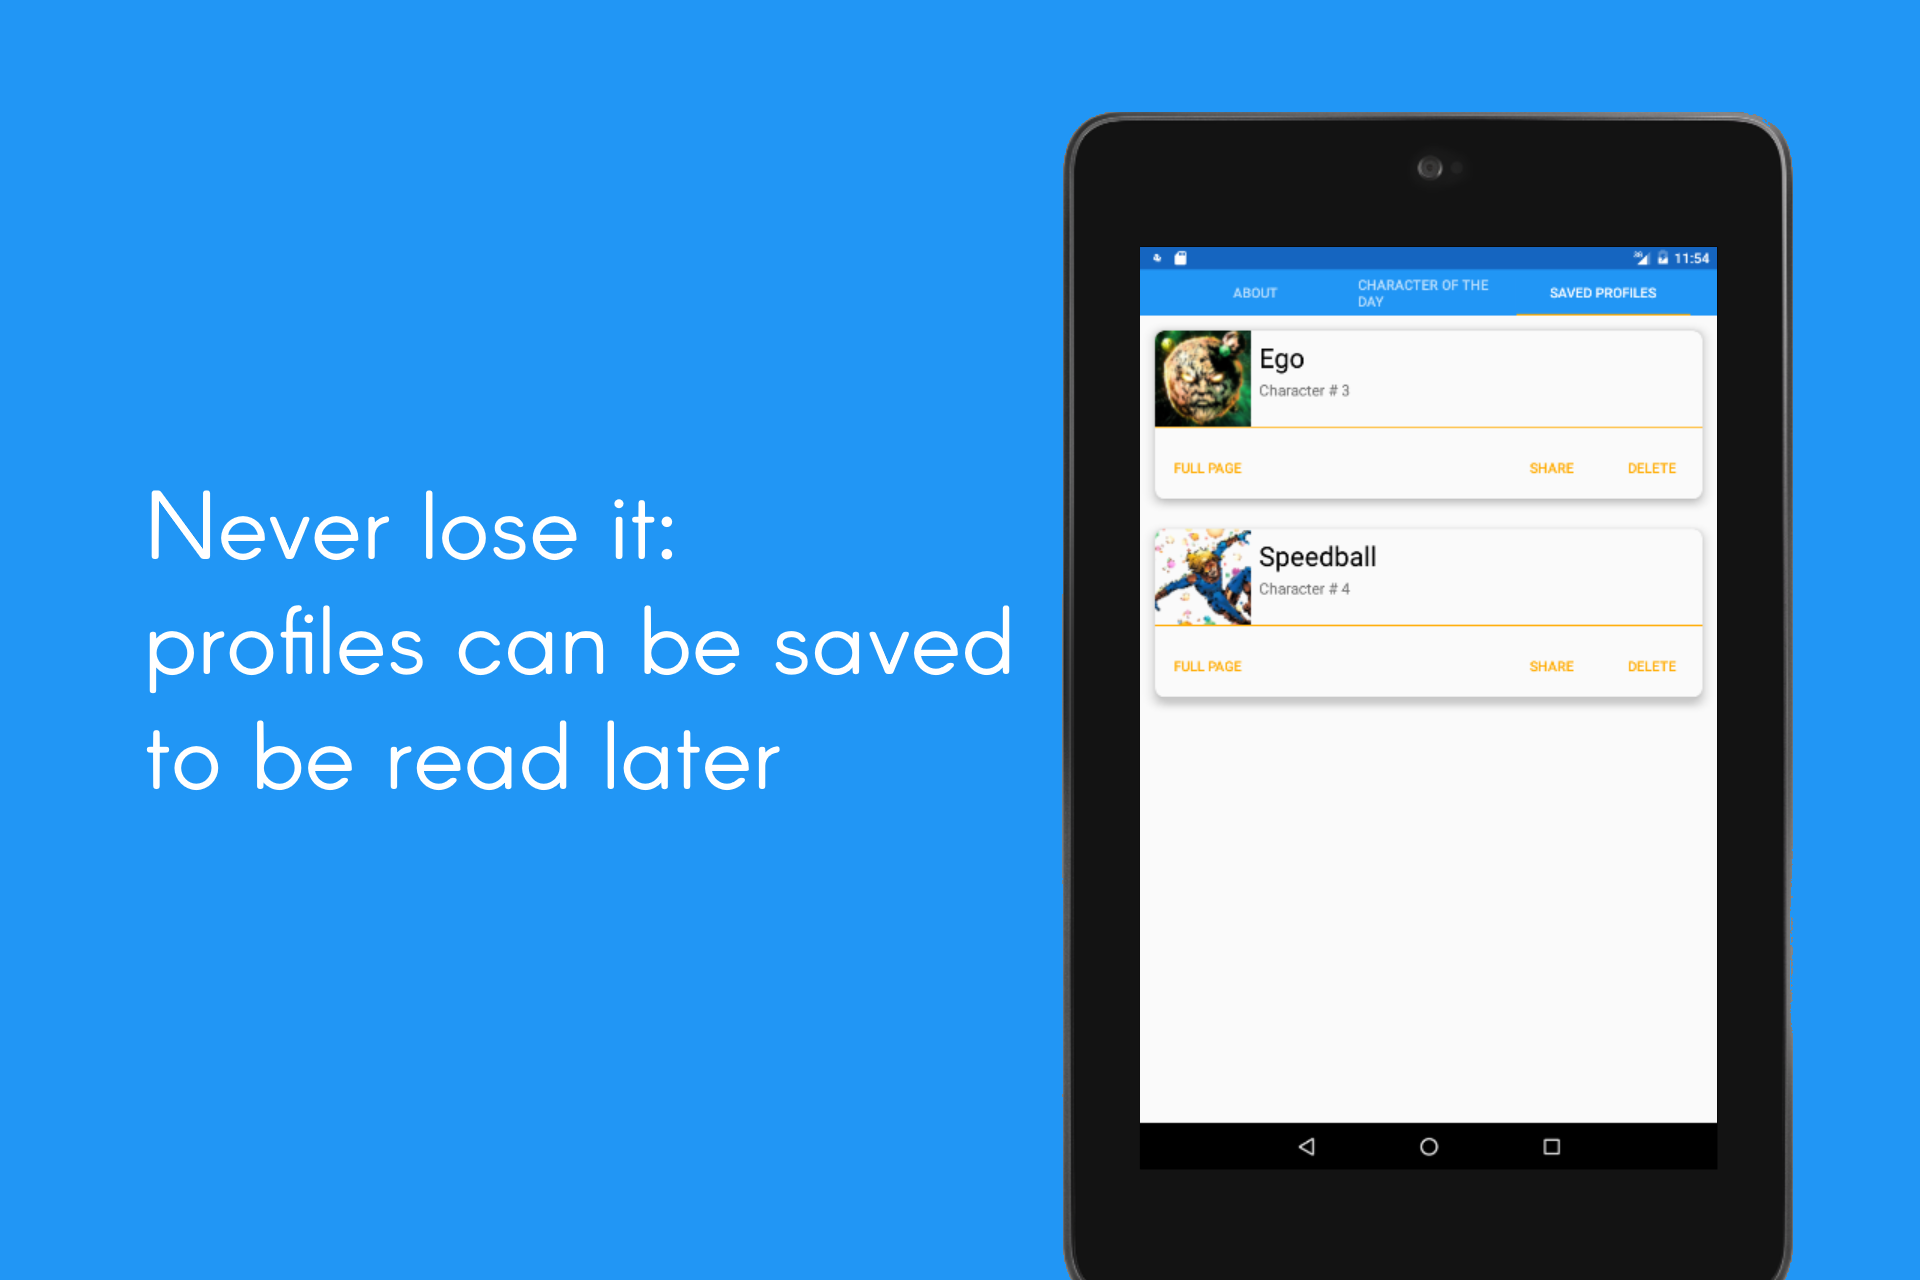 Never lose it:
profiles can be saved
to be read later
11:54
ABOUT
CHARACTER OF THE
DAY
SAVED PROFILES
Ego
Character # 3
FULL PAGE
SHARE
DELETE
Speedball
Character # 4
FULL PAGE
SHARE
DELETE